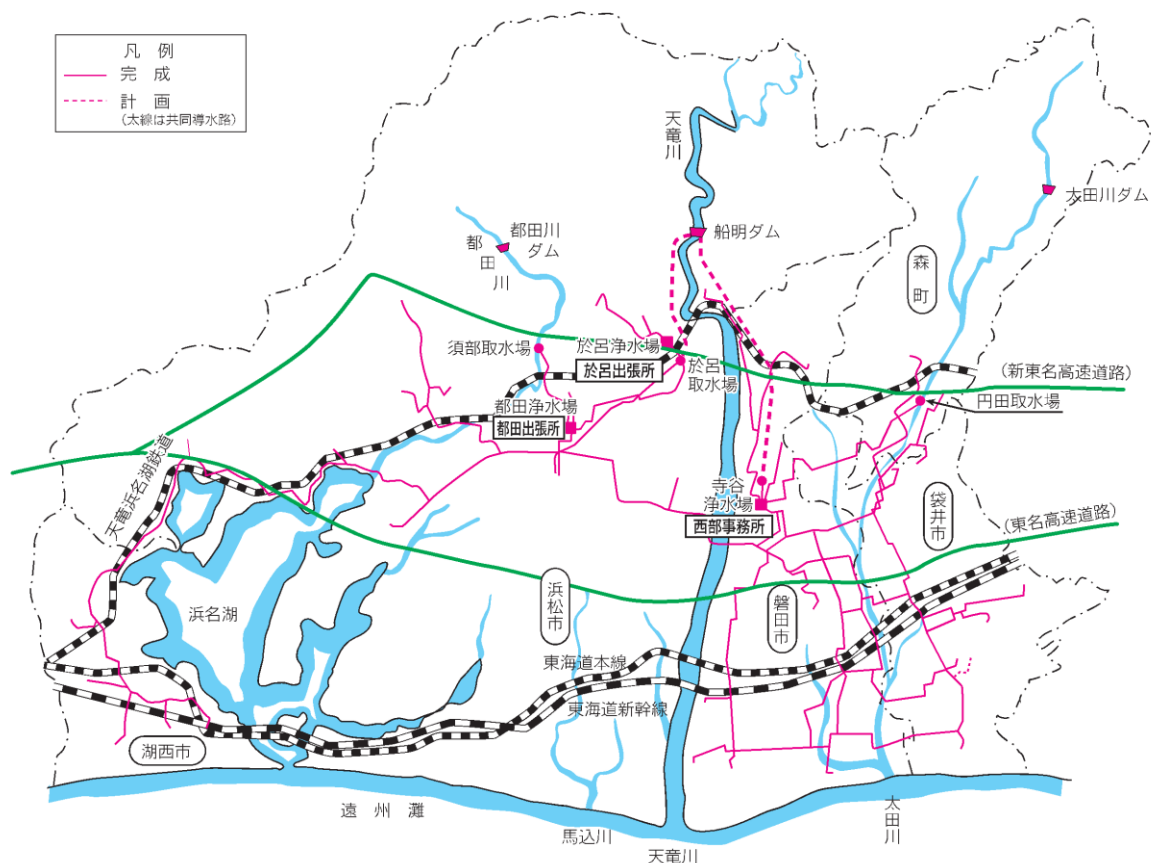 凡 例
完 成
計 画
(太線は共同導水路)
天竜川
太田川ダム
船明ダム
都田川
ダム
都田川
森町
須部取水場
於呂浄水場
於呂出張所
於呂
取水場
(新東名高速道路)
円田取水場
都田浄水場
都田出張所
天竜浜名湖鉄道
寺谷
浄水場
西部事務所
袋井市
(東名高速道路)
浜松市
磐田市
浜名湖
東海道本線
東海道新幹線
湖西市
遠 州 灘
馬込川
天竜川
太田川